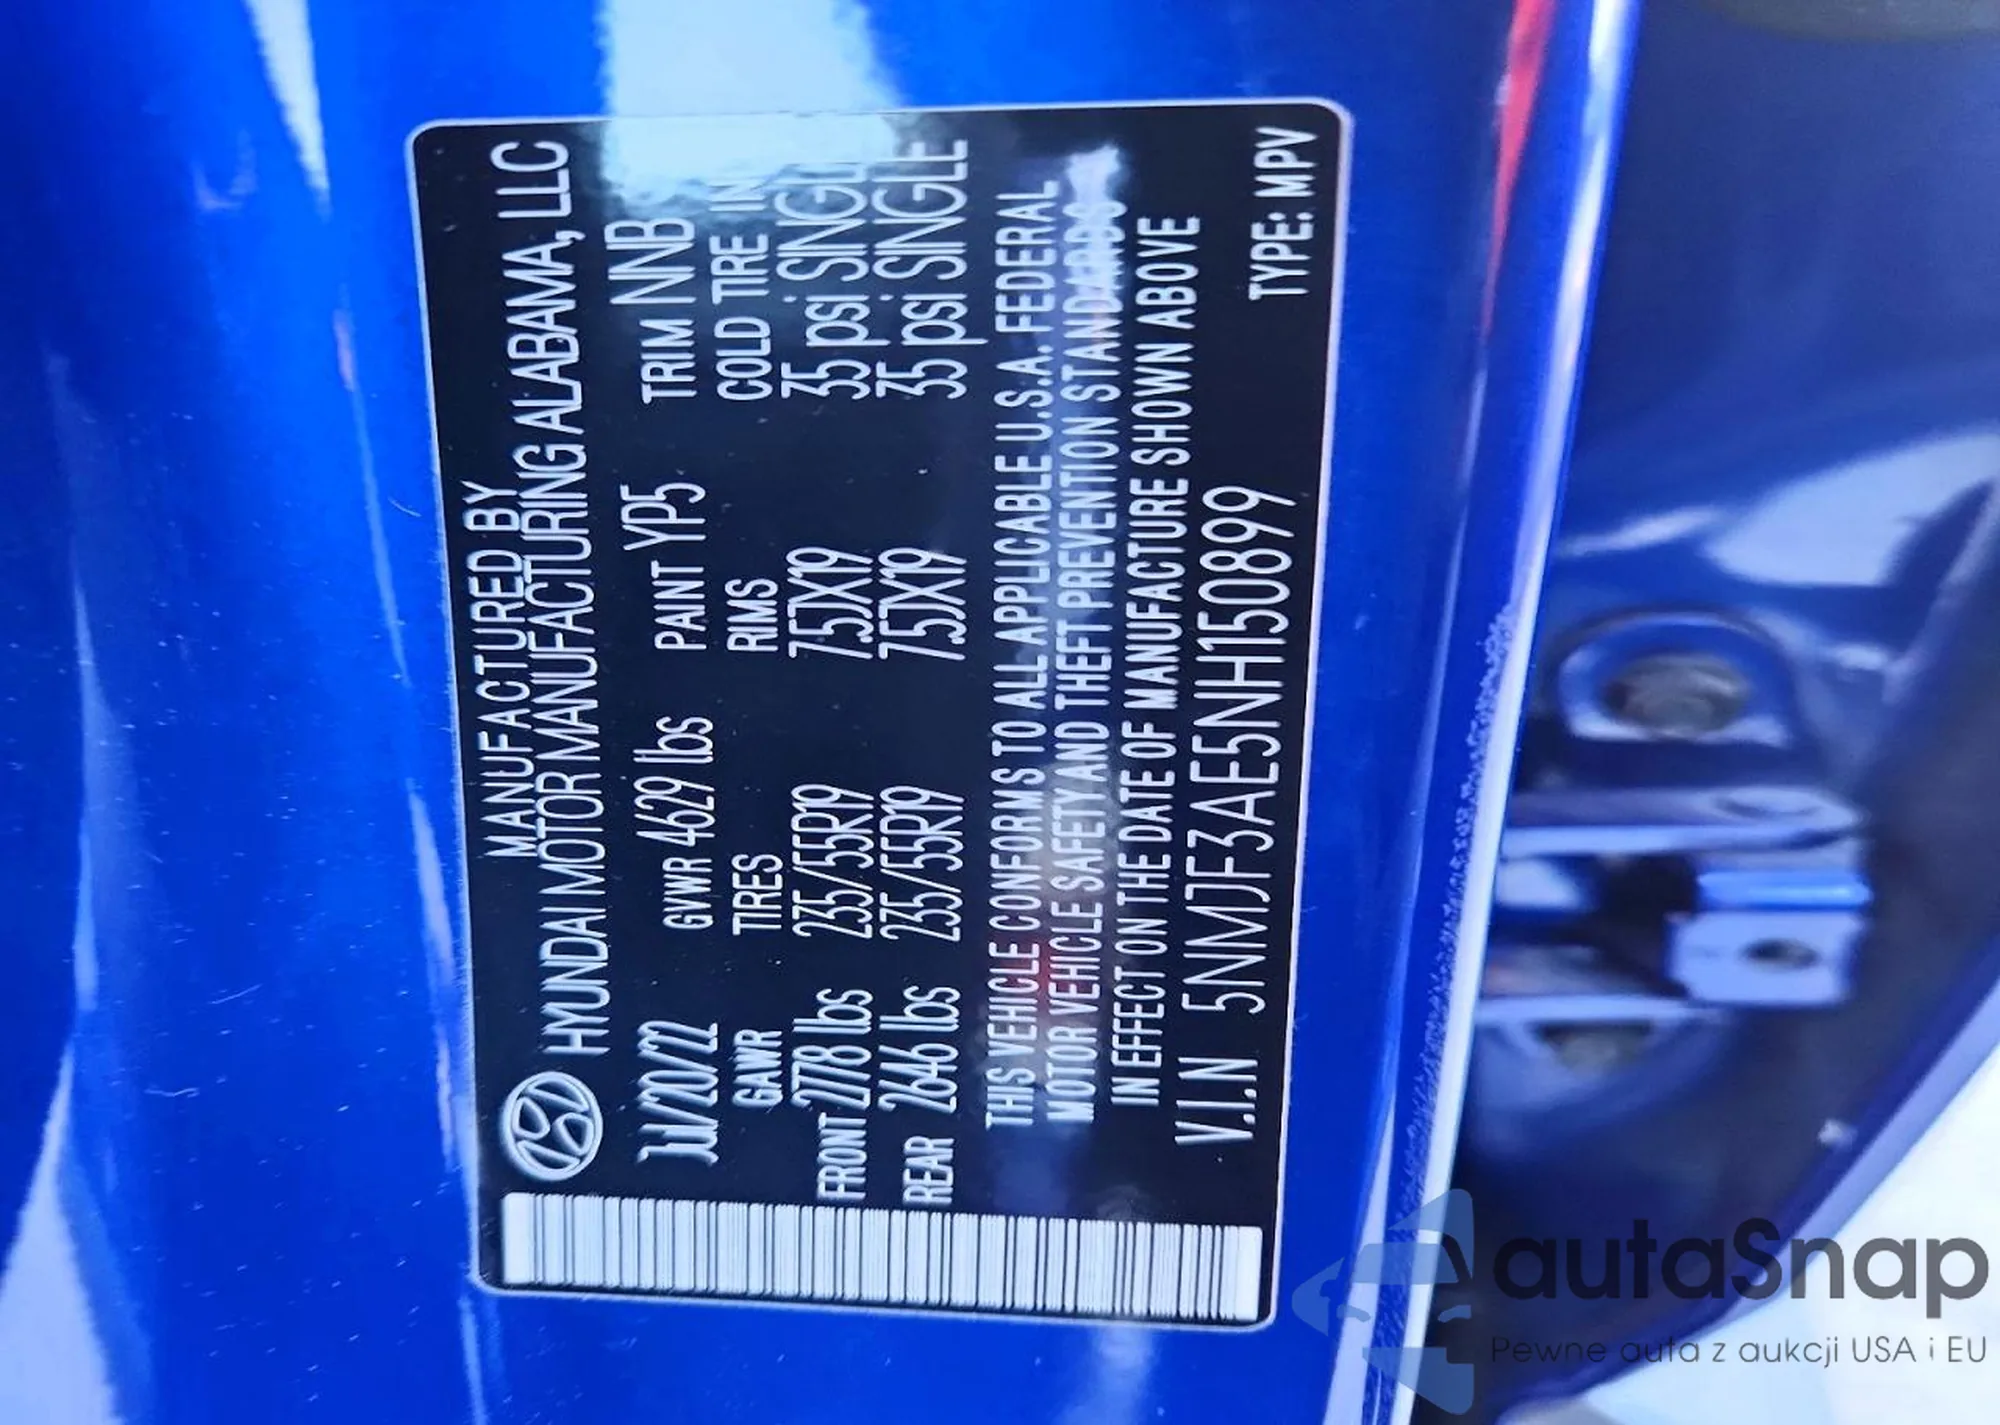 MANUFACTURED BY
HYUNDAI MOTOR MANUFACTURING ALABAMA, LLC
20/22 GVWR 4629 lbs PAINT YP5 TRIM NNB
GAWR TIRES RIMS COLD TIRE
FRONT 2778 lbs 235/55R19 7.5JX19 35 psi SINGLE
REAR 2646 lbs 235/55R19 7.5JX19 35 psi SINGLE
THIS VEHICLE CONFORMS TO ALL APPLICABLE U.S.A. FEDERAL
MOTOR VEHICLE SAFETY AND THEFT PREVENTION STANDARDS
IN EFFECT ON THE DATE OF MANUFACTURE SHOWN ABOVE
V.I.N 5NMJF3AE5NH150899
TYPE: MPV
autaSnap
Pewne auta z aukcji USA i EU